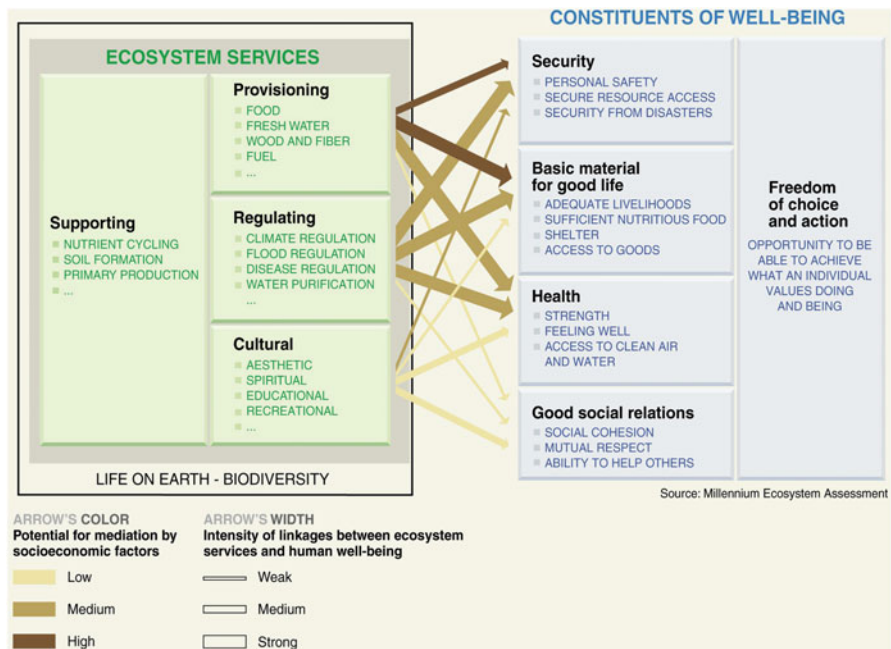 CONSTITUENTS OF WELL-BEING
ECOSYSTEM SERVICES
Supporting
NUTRIENT CYCLING
SOIL FORMATION
PRIMARY PRODUCTION
...
Provisioning
FOOD
FRESH WATER
WOOD AND FIBER
FUEL
...
Regulating
CLIMATE REGULATION
FLOOD REGULATION
DISEASE REGULATION
WATER PURIFICATION
...
Cultural
AESTHETIC
SPIRITUAL
EDUCATIONAL
RECREATIONAL
...
LIFE ON EARTH - BIODIVERSITY
Security
PERSONAL SAFETY
SECURE RESOURCE ACCESS
SECURITY FROM DISASTERS
Basic material
for good life
ADEQUATE LIVELIHOODS
SUFFICIENT NUTRITIOUS FOOD
SHELTER
ACCESS TO GOODS
Health
STRENGTH
FEELING WELL
ACCESS TO CLEAN AIR
AND WATER
Good social relations
SOCIAL COHESION
MUTUAL RESPECT
ABILITY TO HELP OTHERS
Freedom
of choice
and action
OPPORTUNITY TO BE
ABLE TO ACHIEVE
WHAT AN INDIVIDUAL
VALUES DOING
AND BEING
Source: Millennium Ecosystem Assessment
ARROW'S COLOR
Potential for mediation by
socioeconomic factors
Low
Medium
High
ARROW'S WIDTH
Intensity of linkages between ecosystem
services and human well-being
Weak
Medium
Strong